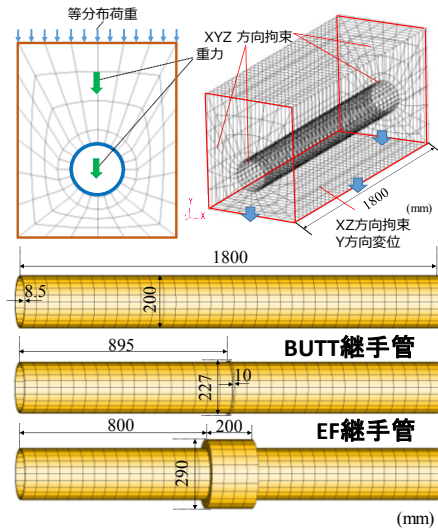 等分布荷重
重力
XYZ 方向拘束
Y
Z X
1800
(mm)
XZ方向拘束
Y方向変位
1800
8.5
200
BUTT継手管
895
227
10
EF継手管
800
200
290
(mm)